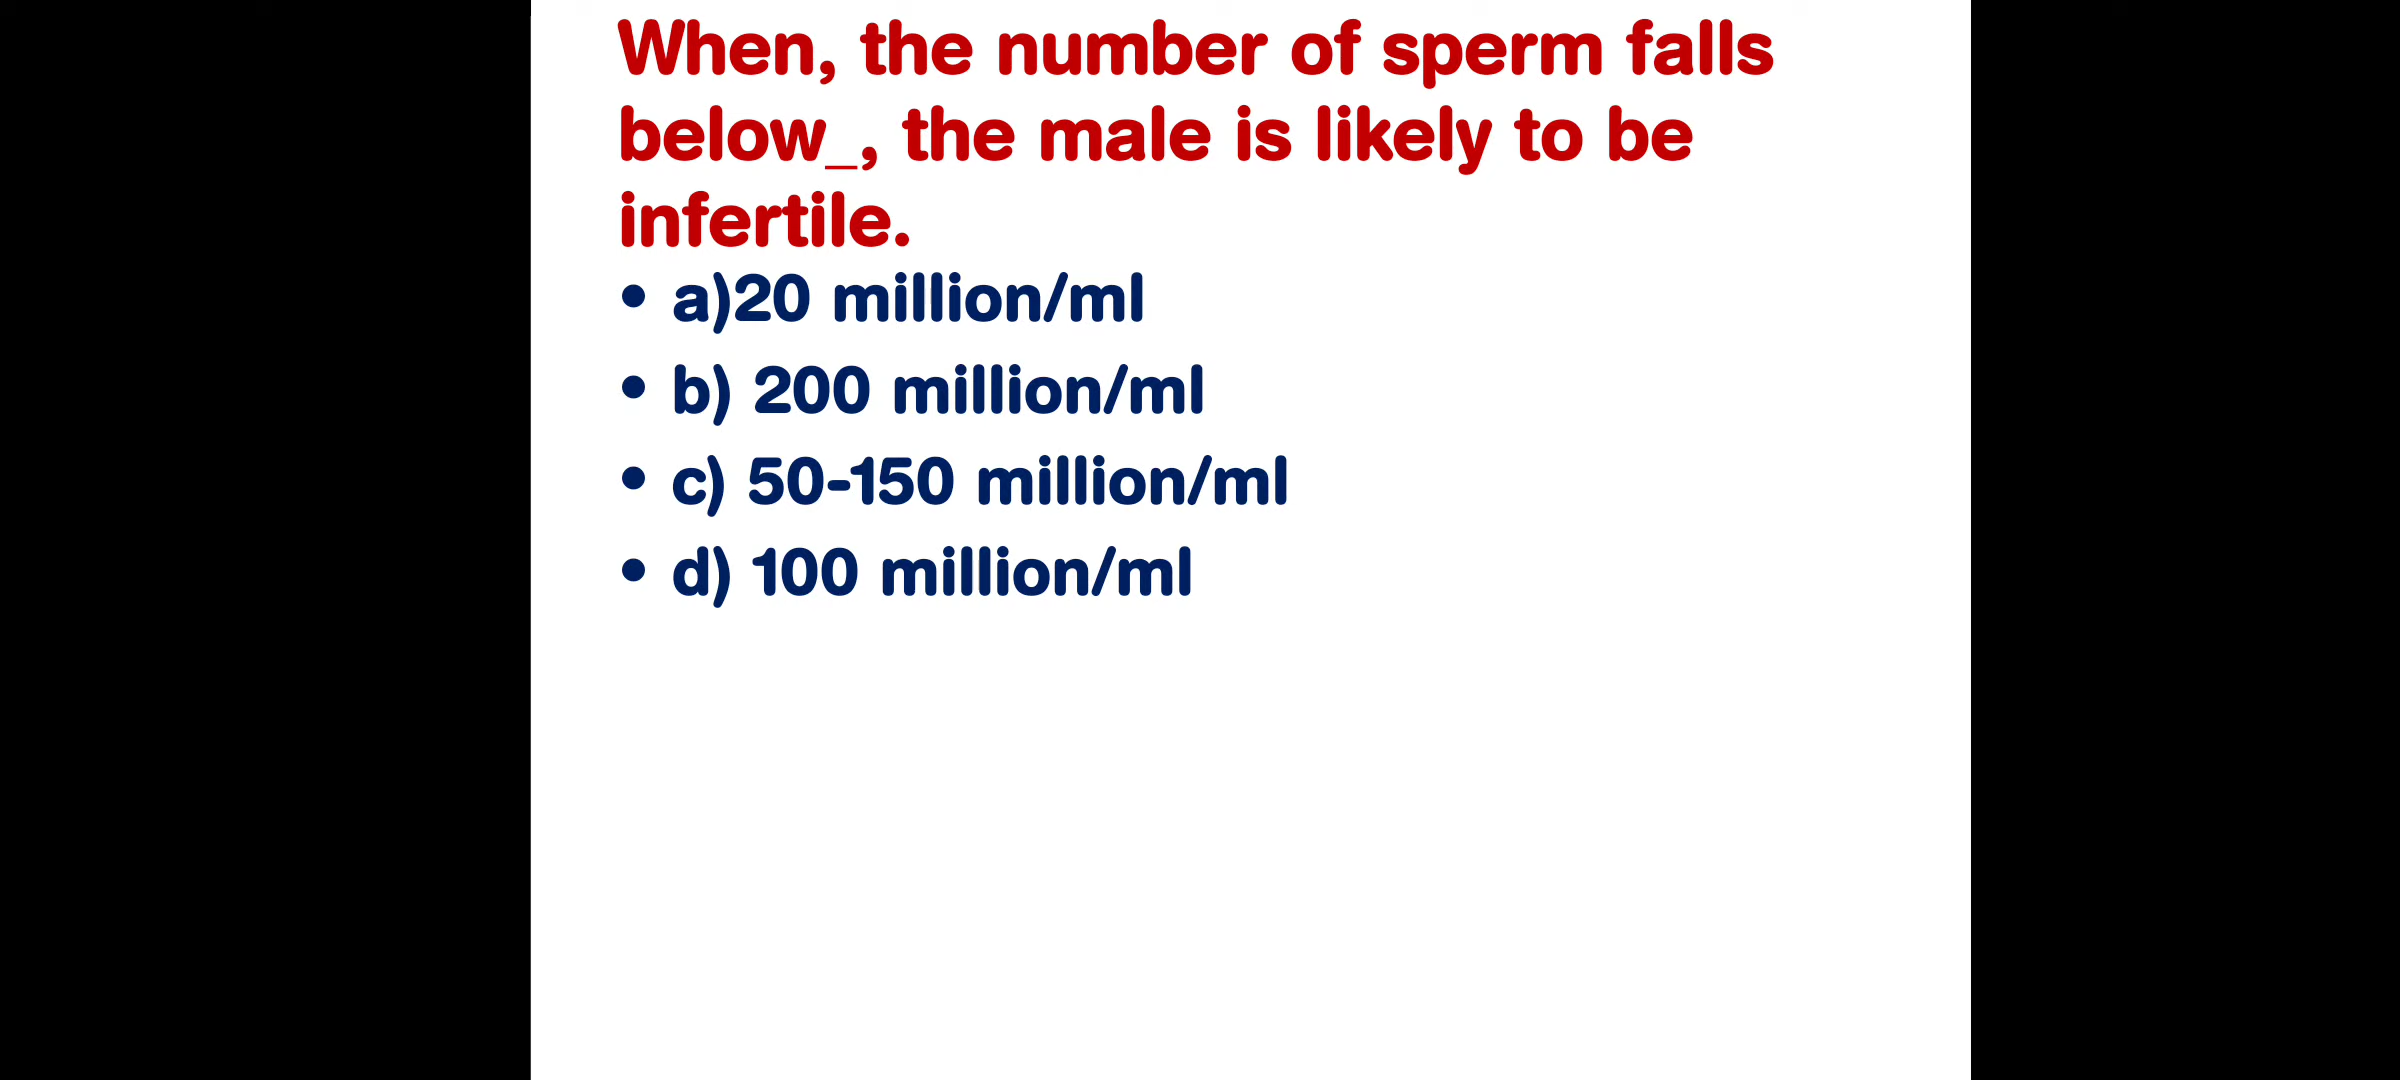 When, the number of sperm falls
below_, the male is likely to be
infertile.
• a)20 million/ml
• b) 200 million/ml
• c) 50-150 million/ml
• d) 100 million/ml